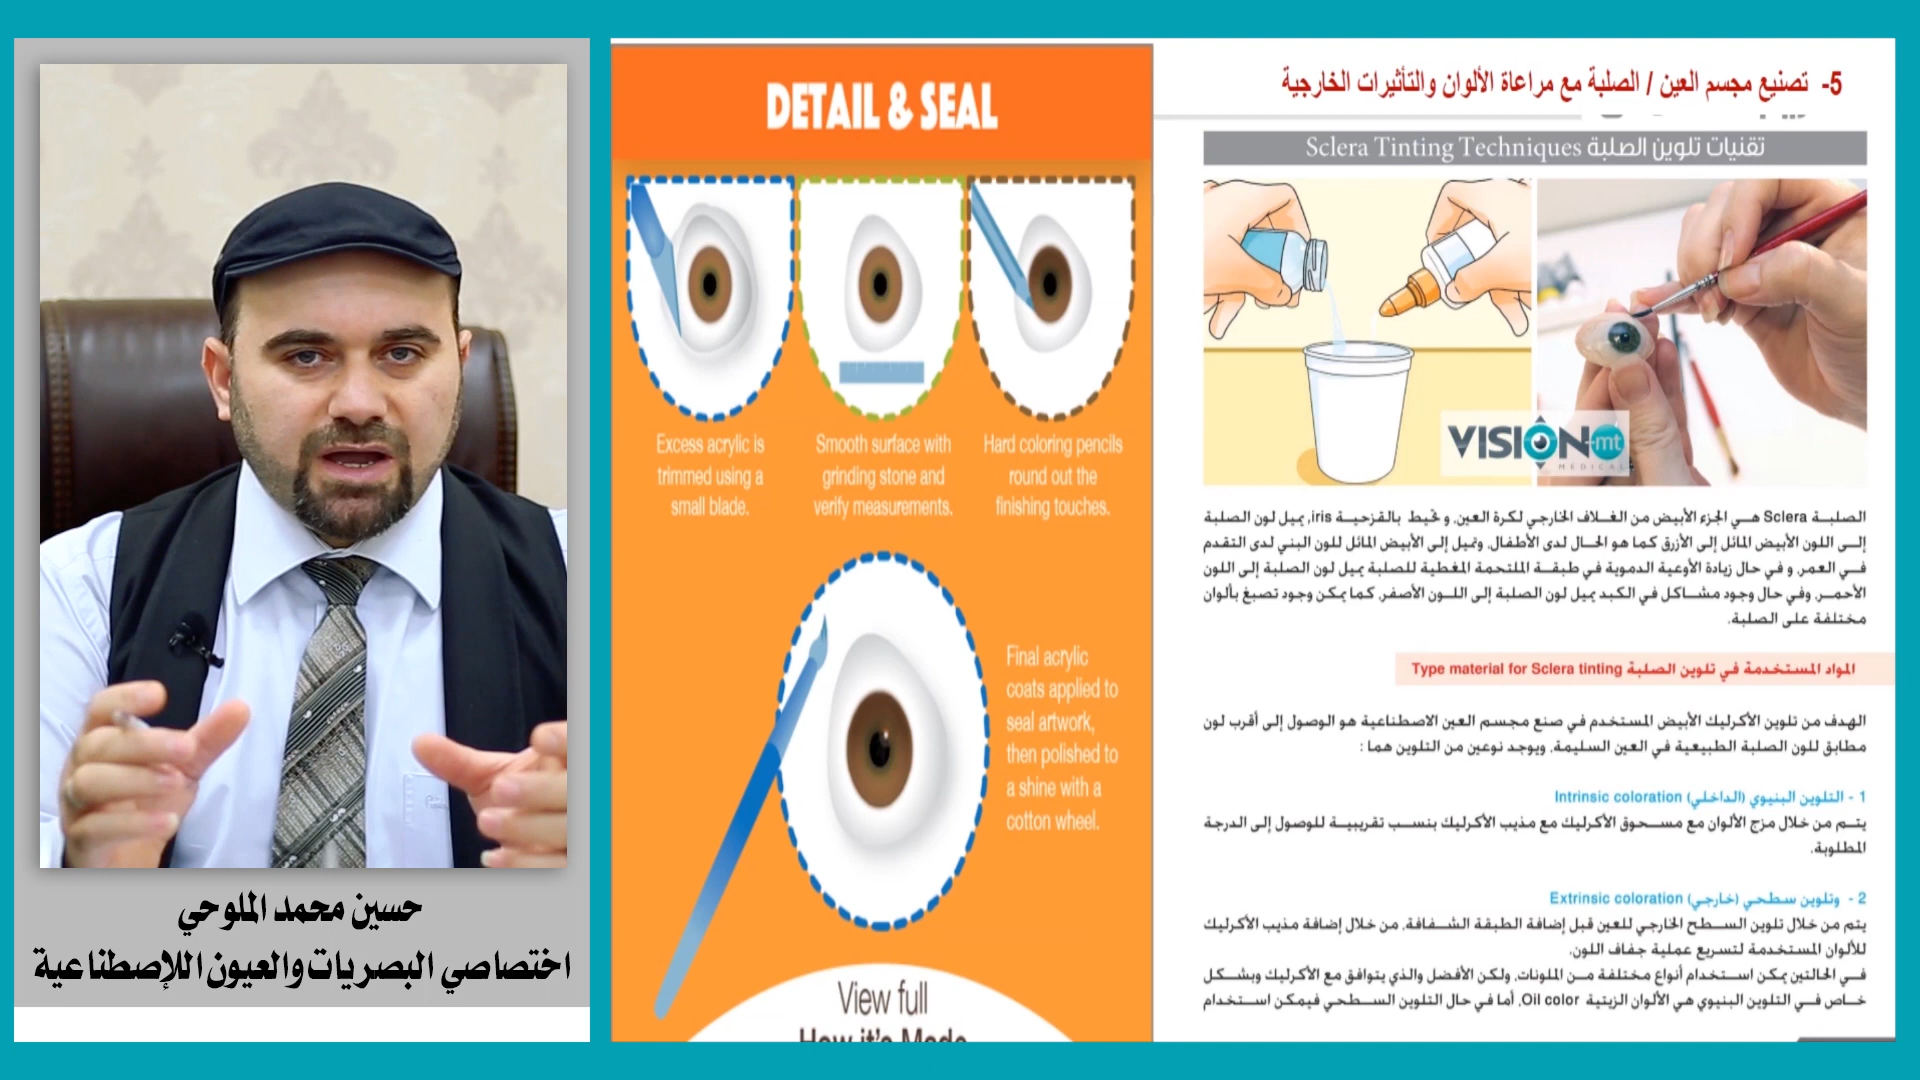 حسين محمد الملوحي
اختصاصي البصريات والعيون اللإصطناعية
DETAIL & SEAL
Excess acrylic is
trimmed using a
small blade.
Smooth surface with
grinding stone and
verify measurements.
Hard coloring pencils
round out the
finishing touches.
Final acrylic
coats applied to
seal artwork,
then polished to
a shine with a
cotton wheel.
View full
How it's Made
5- تصنيع مجسم العين / الصلبة مع مراعاة الألوان والتأثيرات الخارجية
تقنيات تلوين الصلبة Sclera Tinting Techniques
VISION-mt
MEDICAL
الصلبة Sclera هي الجزء الأبيض من الغلاف الخارجي لكرة العين، و تحيط بالقزحية iris، يميل لون الصلبة
إلى اللون الأبيض المائل إلى الأزرق كما هو الحال لدى الأطفال، وتميل إلى الأبيض المائل للون البني لدى التقدم
في العمر، و في حال زيادة الأوعية الدموية في طبقة الملتحمة المغطية للصلبة يميل لون الصلبة إلى اللون
الأحمر، وفي حال وجود مشاكل في الكبد يميل لون الصلبة إلى اللون الأصفر، كما يمكن وجود تصبغ بألوان
مختلفة على الصلبة.
المواد المستخدمة في تلوين الصلبة Type material for Sclera tinting
الهدف من تلوين الأكرليك الأبيض المستخدم في صنع مجسم العين الاصطناعية هو الوصول إلى أقرب لون
مطابق للون الصلبة الطبيعية في العين السليمة، ويوجد نوعين من التلوين هما :
1 - التلوين البنيوي (الداخلي) Intrinsic coloration
يتم من خلال مزج الألوان مع مسحوق الأكرليك مع مذيب الأكرليك بنسب تقريبية للوصول إلى الدرجة
المطلوبة.
2 - وتلوين سطحي (خارجي) Extrinsic coloration
يتم من خلال تلوين السطح الخارجي للعين قبل إضافة الطبقة الشفافة، من خلال إضافة مذيب الأكرليك
للألوان المستخدمة لتسريع عملية جفاف اللون.
في الحالتين يمكن استخدام أنواع مختلفة من الملونات، ولكن الأفضل والذي يتوافق مع الأكرليك وبشكل
خاص في التلوين البنيوي هي الألوان الزيتية Oil color، أما في حال التلوين السطحي فيمكن استخدام